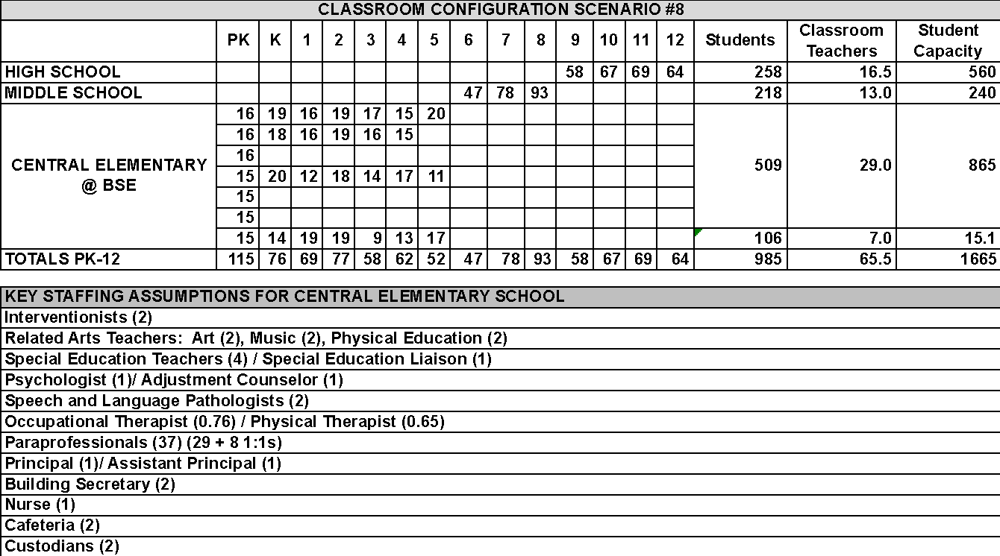 CLASSROOM CONFIGURATION SCENARIO #8
PK K 1 2 3 4 5 6 7 8 9 10 11 12 Students Classroom Teachers Student Capacity
HIGH SCHOOL 58 67 69 64 258 16.5 560
MIDDLE SCHOOL 47 78 93 218 13.0 240
CENTRAL ELEMENTARY @ BSE 509 29.0 865
16 19 16 19 17 15 20
16 18 16 19 16 15
16
15 20 12 18 14 17 11
15
15
15 14 19 19 9 13 17 106 7.0 15.1
TOTALS PK-12 115 76 69 77 58 62 52 47 78 93 58 67 69 64 985 65.5 1665
KEY STAFFING ASSUMPTIONS FOR CENTRAL ELEMENTARY SCHOOL
Interventionists (2)
Related Arts Teachers: Art (2), Music (2), Physical Education (2)
Special Education Teachers (4) / Special Education Liaison (1)
Psychologist (1)/ Adjustment Counselor (1)
Speech and Language Pathologists (2)
Occupational Therapist (0.76) / Physical Therapist (0.65)
Paraprofessionals (37) (29 + 8 1:1s)
Principal (1)/ Assistant Principal (1)
Building Secretary (2)
Nurse (1)
Cafeteria (2)
Custodians (2)